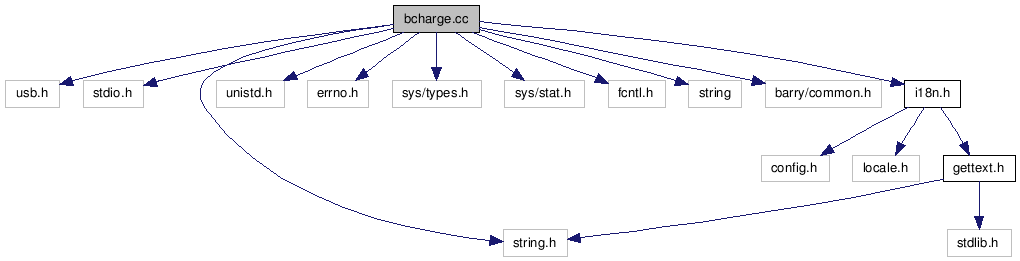 bcharge.cc
usb.h
stdio.h
unistd.h
errno.h
sys/types.h
sys/stat.h
fcntl.h
string
barry/common.h
i18n.h
config.h
locale.h
gettext.h
string.h
stdlib.h